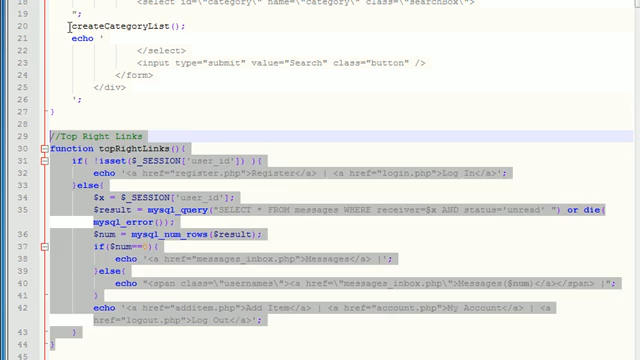 18 <select id=\"category\" name=\"category\" class=\"searchBox\">
19 ";
20 createCategoryList();
21 echo '
22 </select>
23 <input type="submit" value="Search" class="button" />
24 </form>
25 </div>
26 ';
27 }
28
29 //Top Right Links
30 function topRightLinks(){
31 if( !isset($_SESSION['user_id']) ){
32 echo '<a href="register.php">Register</a> | <a href="login.php">Log In</a>';
33 }else{
34 $x = $_SESSION['user_id'];
35 $result = mysql_query("SELECT * FROM messages WHERE receiver=$x AND status='unread' ") or die(
mysql_error());
36 $num = mysql_num_rows($result);
37 if($num==0){
38 echo '<a href="messages_inbox.php">Messages</a> |';
39 }else{
40 echo "<span class=\"usernames\"><a href=\"messages_inbox.php\">Messages($num)</a></span> |";
41 }
42 echo '<a href="additem.php">Add Item</a> | <a href="account.php">My Account</a> | <a
href="logout.php">Log Out</a>';
43 }
44 }
45